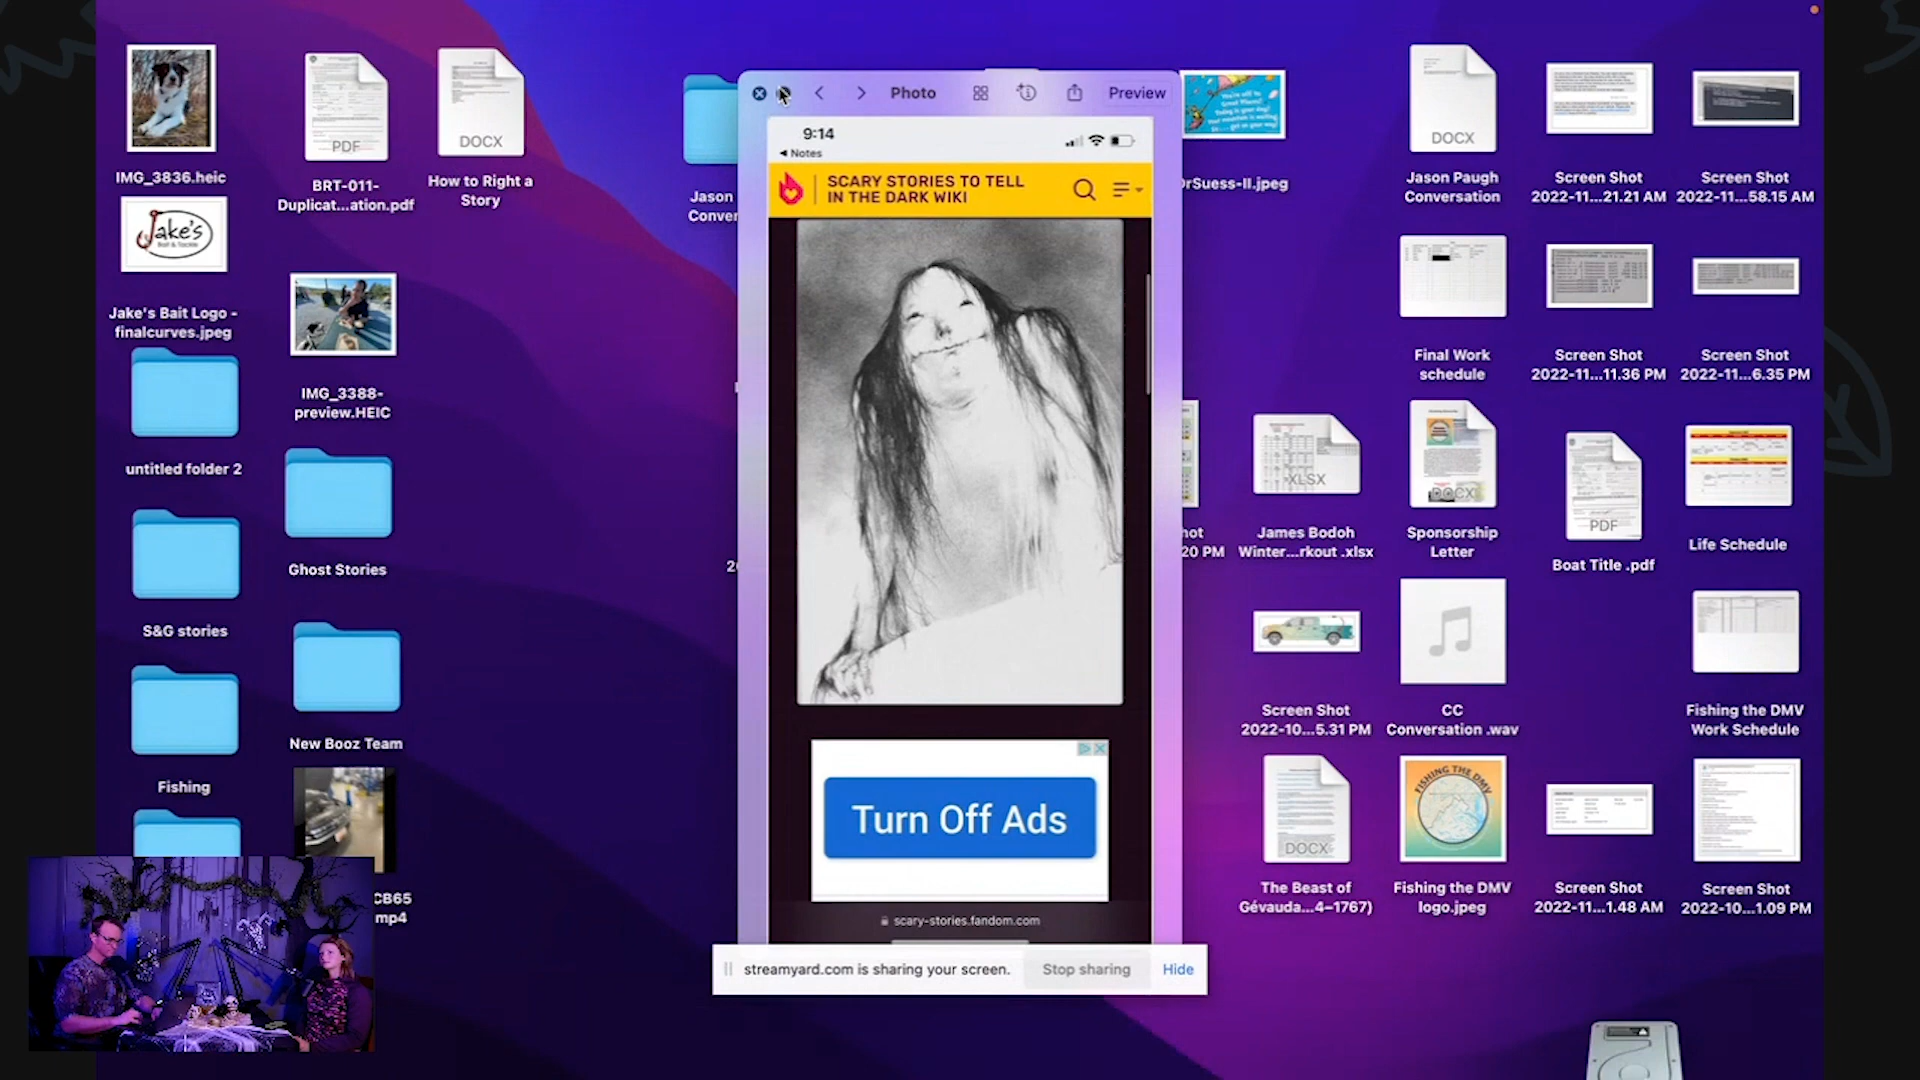 IMG_3836.heic
PDF
BRT-011-
Duplicat...ation.pdf
DOCX
How to Right a
Story
Jake's
Bait & Tackle
Jake's Bait Logo -
finalcurves.jpeg
IMG_3388-
preview.HEIC
untitled folder 2
Ghost Stories
S&G stories
New Booz Team
Fishing
CB65
mp4
Jason
Conver
Photo
Preview
9:14
Notes
SCARY STORIES TO TELL
IN THE DARK WIKI
Turn Off Ads
scary-stories.fandom.com
streamyard.com is sharing your screen.
Stop sharing
Hide
rSuess-II.jpeg
20 PM
DOCX
Jason Paugh
Conversation
Screen Shot
2022-11...21.21 AM
Screen Shot
2022-11...58.15 AM
Final Work
schedule
Screen Shot
2022-11...11.36 PM
Screen Shot
2022-11...6.35 PM
XLSX
James Bodoh
Winter...rkout .xlsx
DOCX
Sponsorship
Letter
PDF
Boat Title .pdf
Life Schedule
Screen Shot
2022-10...5.31 PM
CC
Conversation .wav
Fishing the DMV
Work Schedule
DOCX
The Beast of
Gévauda...4–1767)
FISHING THE DMV
Fishing the DMV
logo.jpeg
Screen Shot
2022-11...1.48 AM
Screen Shot
2022-10...1.09 PM